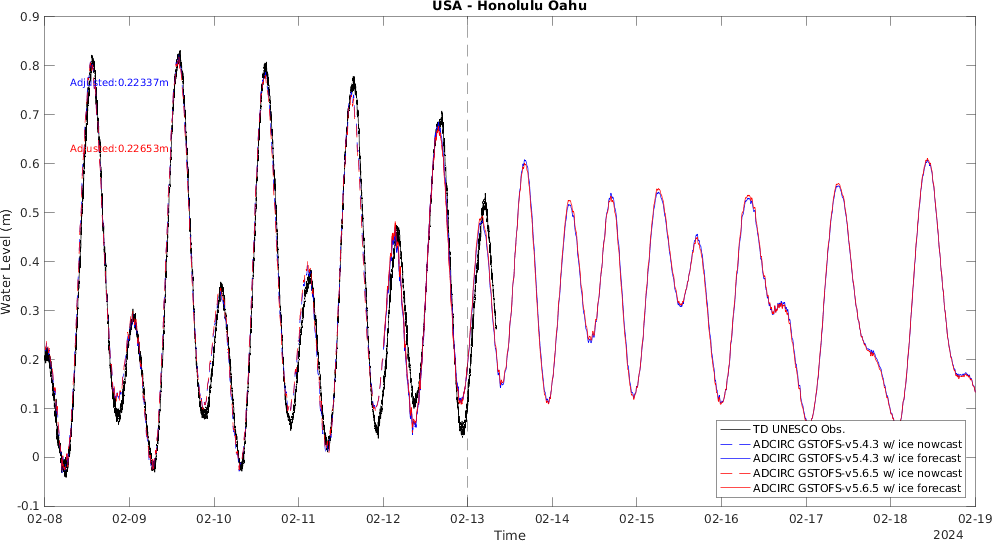 USA - Honolulu Oahu
0.9
0.8
0.7
0.6
0.5
0.4
0.3
0.2
0.1
0
-0.1
Water Level (m)
Adjusted:0.22337m
Adjusted:0.22653m
TD UNESCO Obs.
ADCIRC GSTOFS-v5.4.3 w/ ice nowcast
ADCIRC GSTOFS-v5.4.3 w/ ice forecast
ADCIRC GSTOFS-v5.6.5 w/ ice nowcast
ADCIRC GSTOFS-v5.6.5 w/ ice forecast
02-08 02-09 02-10 02-11 02-12 02-13 02-14 02-15 02-16 02-17 02-18 02-19
Time
2024